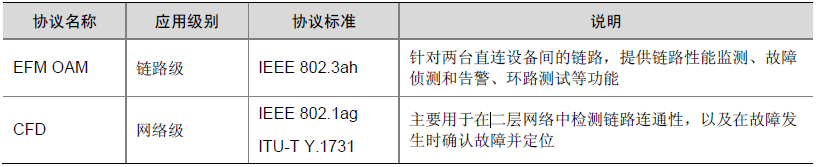 协议名称 应用级别 协议标准 说明
EFM OAM 链路级 IEEE 802.3ah 针对两台直连设备间的链路，提供链路性能监测、故障
侦测和告警、环路测试等功能
CFD 网络级 IEEE 802.1ag 主要用于在二层网络中检测链路连通性，以及在故障发
ITU-T Y.1731 生时确认故障并定位